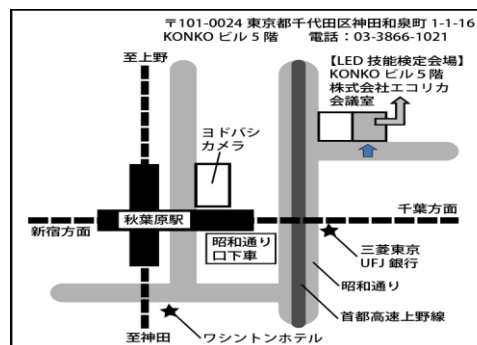 〒101-0024 東京都千代田区神田和泉町 1-1-16
KONKO ビル 5 階 電話：03-3866-1021
至上野
【LED 技能検定会場】
KONKO ビル 5 階
株式会社エコリカ
会議室
ヨドバシ
カメラ
秋葉原駅
千葉方面
新宿方面
昭和通り
口下車
三菱東京
UFJ 銀行
昭和通り
首都高速上野線
至神田
ワシントンホテル